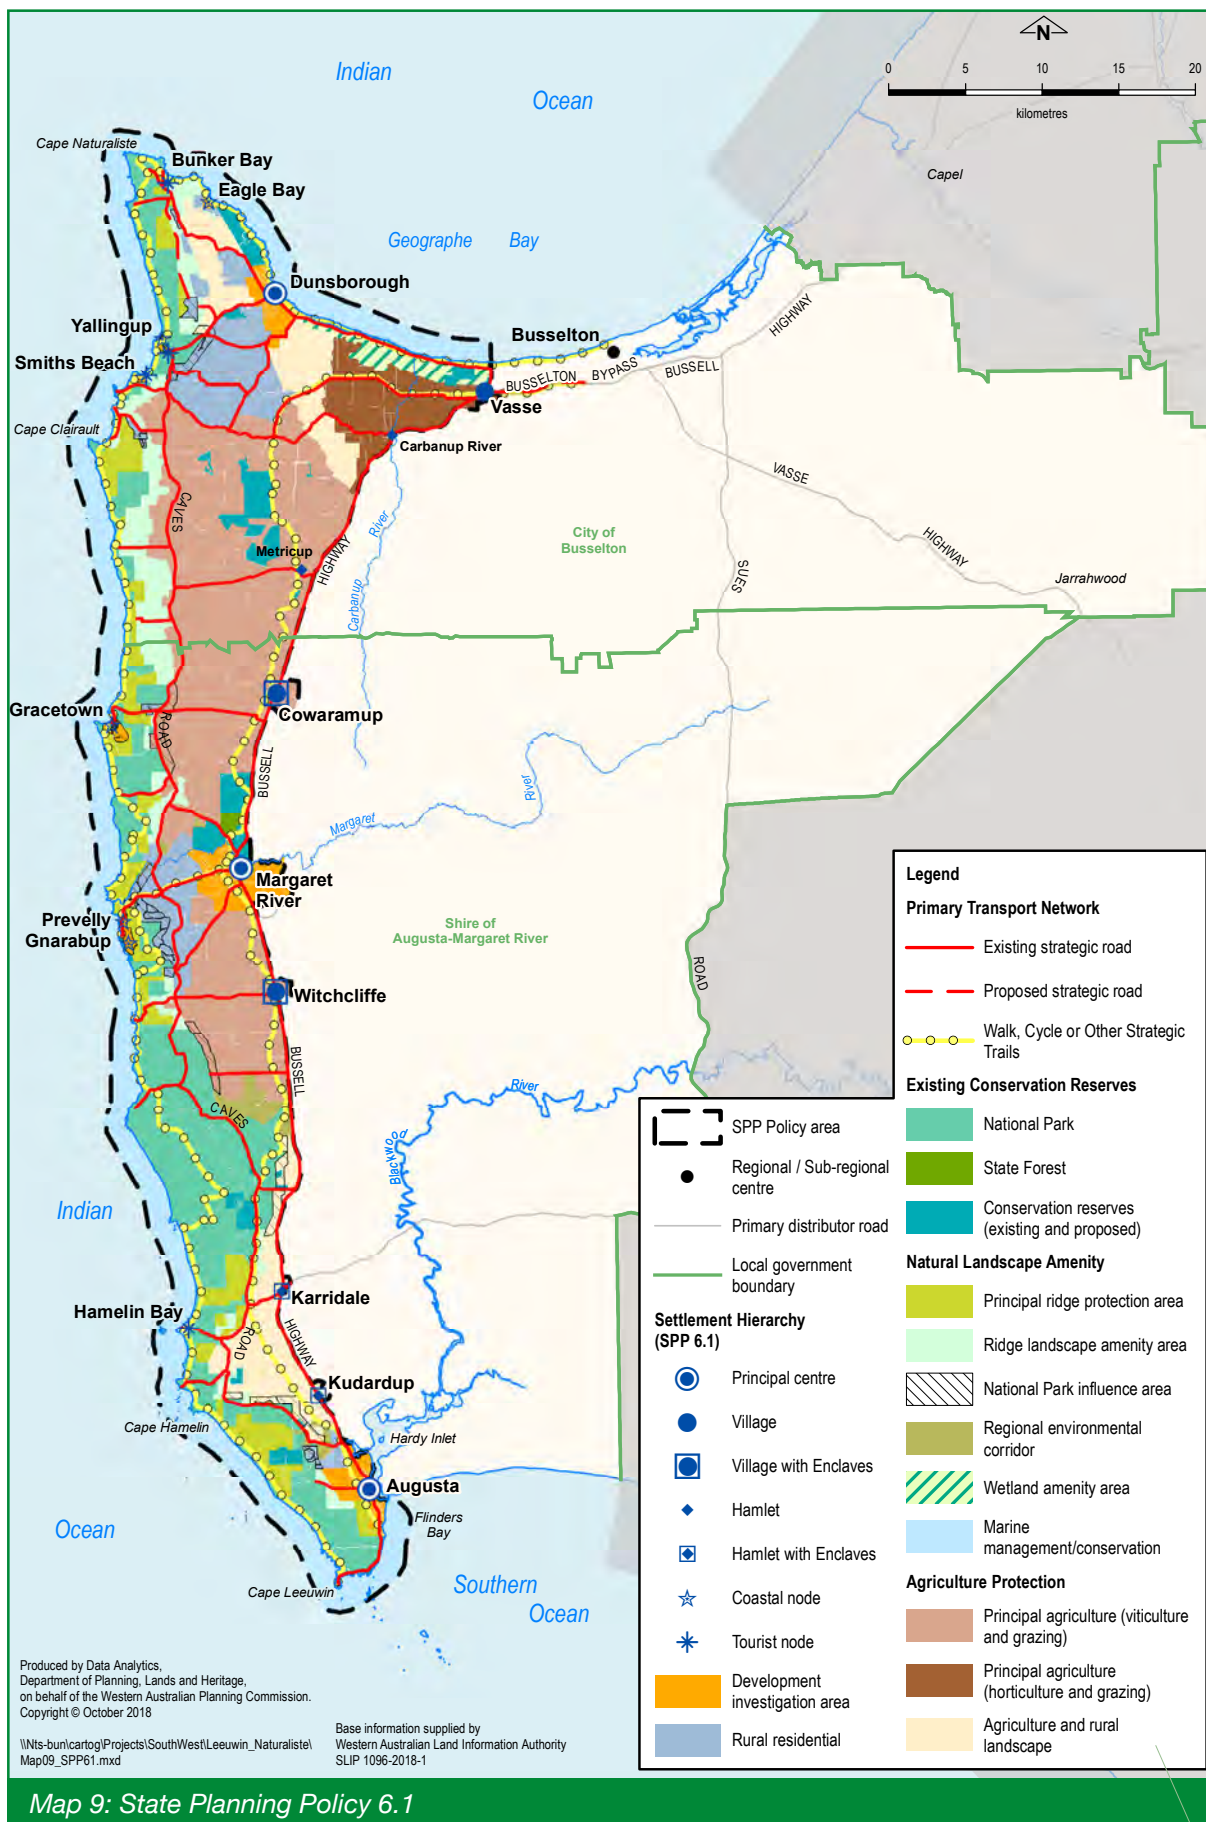 N
0 5 10 15 20
kilometres
Indian
Ocean
Cape Naturaliste
Bunker Bay
Eagle Bay
Capel
Geographe Bay
Dunsborough
HIGHWAY
Yallingup
Busselton
Smiths Beach
BUSSELTON BYPASS BUSSELL
Vasse
Cape Clairault
Carbanup River
VASSE
CAVES
River
City of
Busselton
HIGHWAY
Metricup
HIGHWAY
SUES
Jarrahwood
Carbanup
Gracetown
ROAD
Cowaramup
BUSSELL
River
Margaret
Margaret
River
Prevelly
Gnarabup
Shire of
Augusta-Margaret River
ROAD
Witchcliffe
BUSSELL
River
CAVES
Blackwood
Indian
Karridale
Hamelin Bay
ROAD
HIGHWAY
Kudardup
Cape Hamelin
Hardy Inlet
Augusta
Flinders
Bay
Ocean
Cape Leeuwin
Southern
Ocean
Legend
Primary Transport Network
Existing strategic road
Proposed strategic road
Walk, Cycle or Other Strategic
Trails
Existing Conservation Reserves
National Park
State Forest
Conservation reserves
(existing and proposed)
Natural Landscape Amenity
Principal ridge protection area
Ridge landscape amenity area
National Park influence area
Regional environmental
corridor
Wetland amenity area
Marine
management/conservation
Agriculture Protection
Principal agriculture (viticulture
and grazing)
Principal agriculture
(horticulture and grazing)
Agriculture and rural
landscape
SPP Policy area
Regional / Sub-regional
centre
Primary distributor road
Local government
boundary
Settlement Hierarchy
(SPP 6.1)
Principal centre
Village
Village with Enclaves
Hamlet
Hamlet with Enclaves
Coastal node
Tourist node
Development
investigation area
Rural residential
Produced by Data Analytics,
Department of Planning, Lands and Heritage,
on behalf of the Western Australian Planning Commission.
Copyright © October 2018
\\Nts-bun\cartog\Projects\SouthWest\Leeuwin_Naturaliste\
Map09_SPP61.mxd
Base information supplied by
Western Australian Land Information Authority
SLIP 1096-2018-1
Map 9: State Planning Policy 6.1